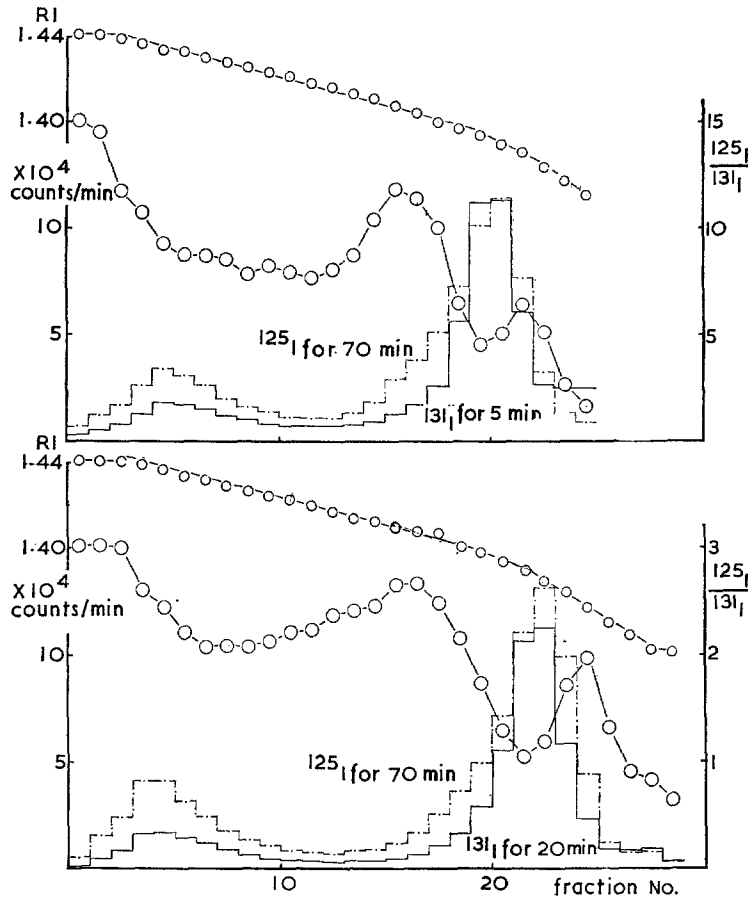 RI
1.44
1.40
X10⁴
counts/min
10
5
15
¹²⁵I
¹³¹I
10
5
¹²⁵I for 70 min
¹³¹I for 5 min
RI
1.44
1.40
X10⁴
counts/min
10
5
3
¹²⁵I
¹³¹I
2
1
¹²⁵I for 70 min
¹³¹I for 20min
10
20
fraction No.